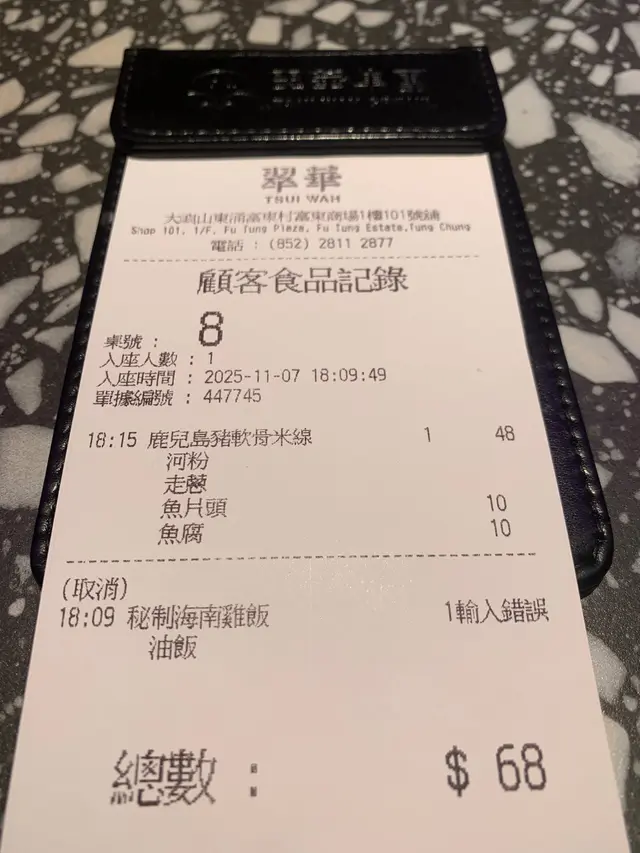 翠華
TSUI WAH
大嶼山東涌富東村富東商場1樓101號舖
Shop 101, 1/F, Fu Tung Plaza, Fu Tung Estate,Tung Chung
電話 : (852) 2811 2877
顧客食品記錄
枱號 : 8
入座人數 : 1
入座時間 : 2025-11-07 18:09:49
單據編號 : 447745
18:15 鹿兒島豬軟骨米線 1 48
河粉
走蔥
魚片頭 10
魚腐 10
(取消)
18:09 秘制海南雞飯 1輸入錯誤
油飯
總數 : $ 68